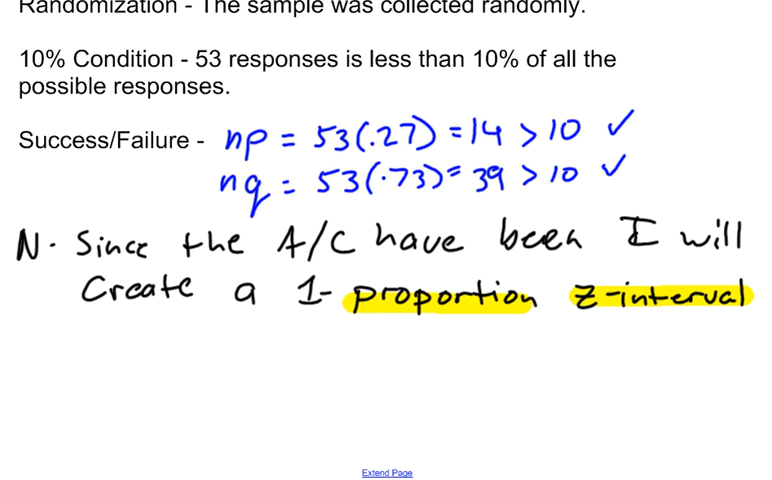 Randomization - The sample was collected randomly.
10% Condition - 53 responses is less than 10% of all the
possible responses.
Success/Failure - np = 53(.27) = 14 > 10 ✓
nq = 53(.73) = 39 > 10 ✓
N. Since the A/C have been I will
Create a 1-proportion z-interval
Extend Page